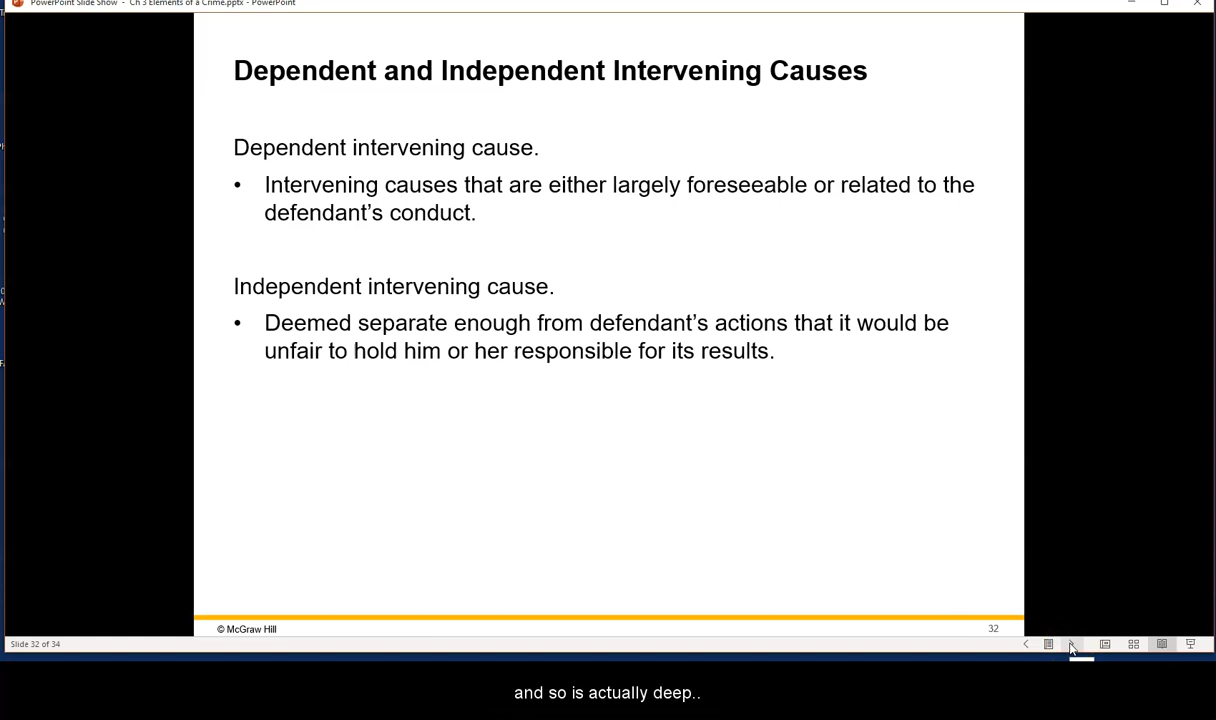 PowerPoint Slide Show - Ch 3 Elements of a Crime.pptx - PowerPoint
Dependent and Independent Intervening Causes
Dependent intervening cause.
• Intervening causes that are either largely foreseeable or related to the
defendant’s conduct.
Independent intervening cause.
• Deemed separate enough from defendant’s actions that it would be
unfair to hold him or her responsible for its results.
© McGraw Hill
32
Slide 32 of 34
and so is actually deep..